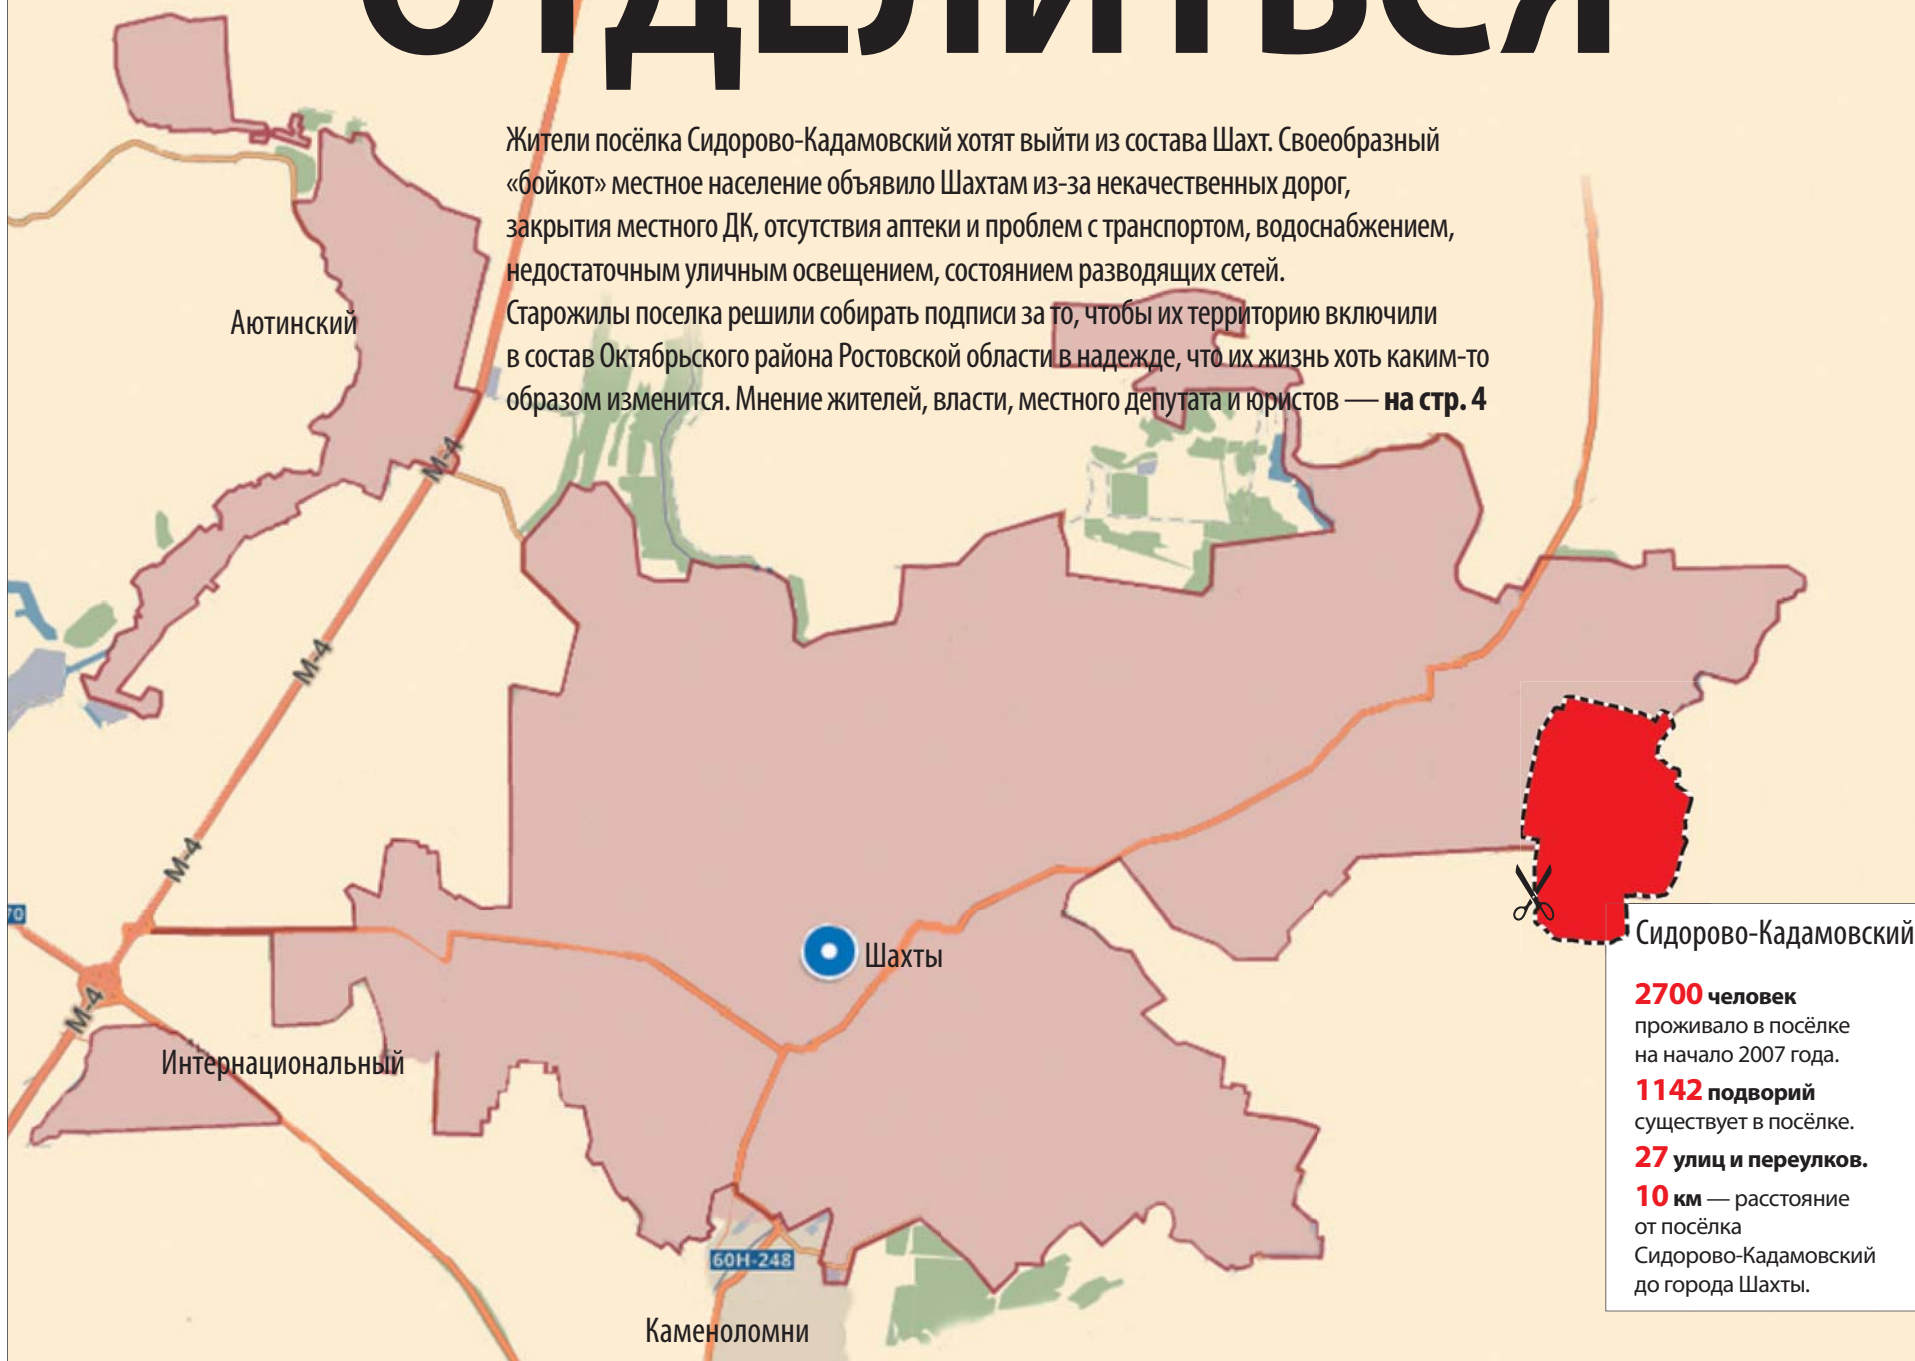 ОТДЕЛИТЬСЯ
Жители посёлка Сидорово-Кадамовский хотят выйти из состава Шахт. Своеобразный
«бойкот» местное население объявило Шахтам из-за некачественных дорог,
закрытия местного ДК, отсутствия аптеки и проблем с транспортом, водоснабжением,
недостаточным уличным освещением, состоянием разводящих сетей.
Старожилы поселка решили собирать подписи за то, чтобы их территорию включили
в состав Октябрьского района Ростовской области в надежде, что их жизнь хоть каким-то
образом изменится. Мнение жителей, власти, местного депутата и юристов — на стр. 4
Аютинский
М-4
М-4
М-4
70
М-4
Шахты
Интернациональный
60Н-248
Каменоломни
Сидорово-Кадамовский
2700 человек
проживало в посёлке
на начало 2007 года.
1142 подворий
существует в посёлке.
27 улиц и переулков.
10 км — расстояние
от посёлка
Сидорово-Кадамовский
до города Шахты.